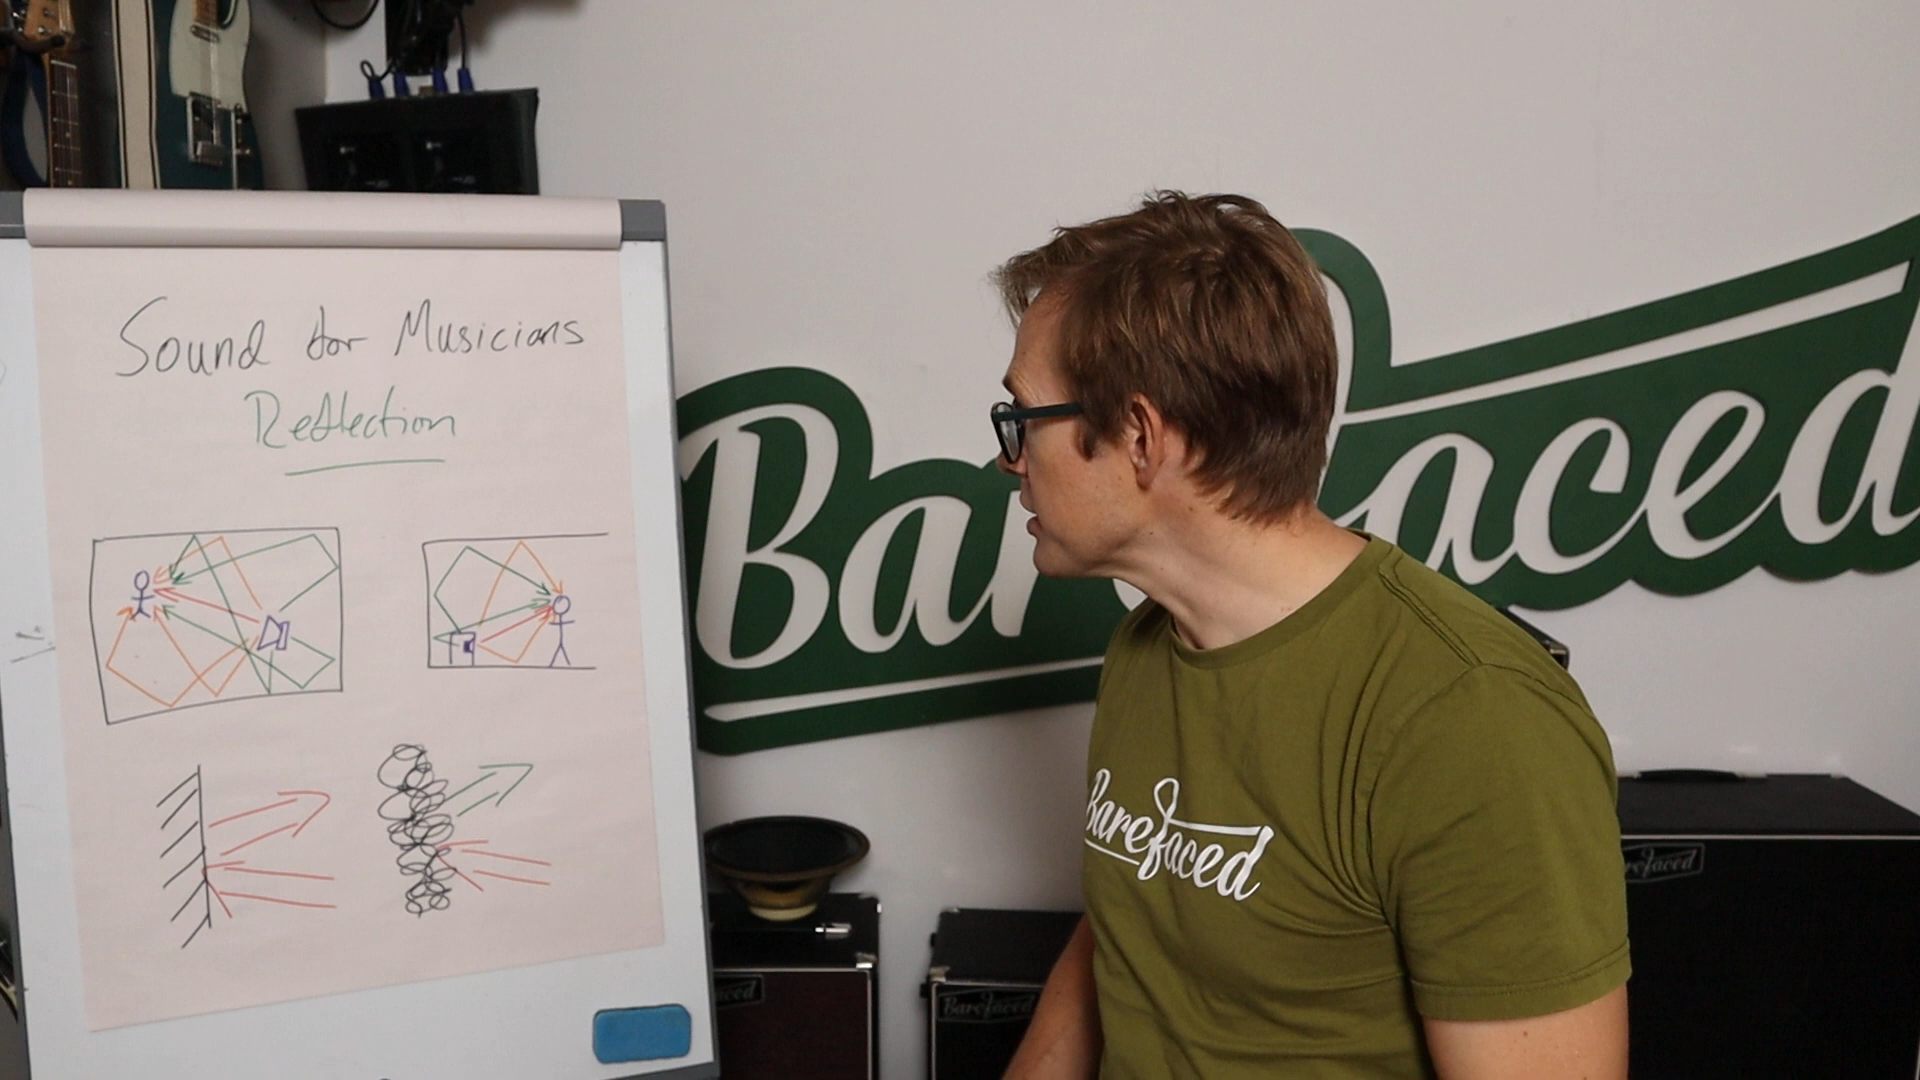 Sound for Musicians
Reflection
Barefaced
Barefaced
Barefaced
Barefaced